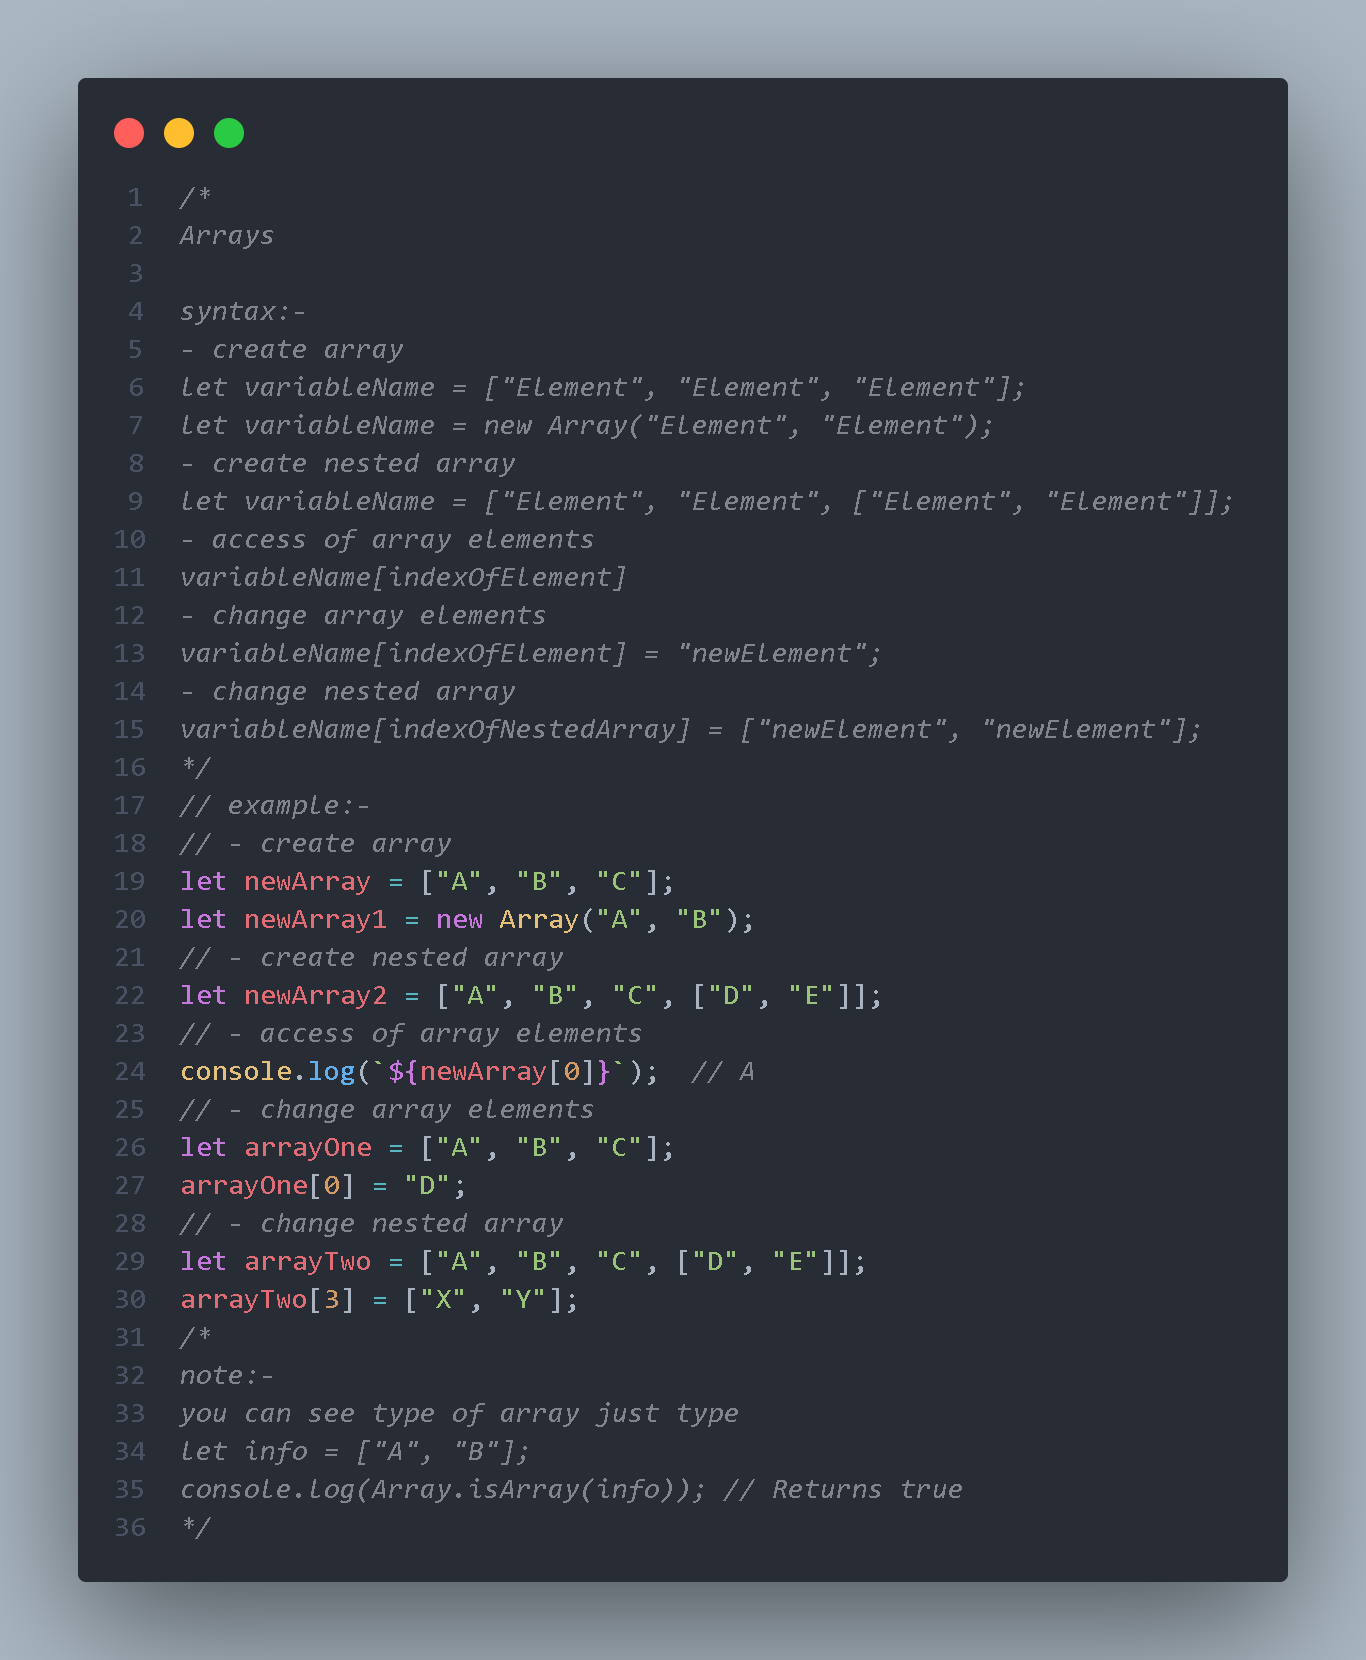 1 /*
2 Arrays
3
4 syntax:-
5 - create array
6 let variableName = ["Element", "Element", "Element"];
7 let variableName = new Array("Element", "Element");
8 - create nested array
9 let variableName = ["Element", "Element", ["Element", "Element"]];
10 - access of array elements
11 variableName[indexOfElement]
12 - change array elements
13 variableName[indexOfElement] = "newElement";
14 - change nested array
15 variableName[indexOfNestedArray] = ["newElement", "newElement"];
16 */
17 // example:-
18 // - create array
19 let newArray = ["A", "B", "C"];
20 let newArray1 = new Array("A", "B");
21 // - create nested array
22 let newArray2 = ["A", "B", "C", ["D", "E"]];
23 // - access of array elements
24 console.log(`${newArray[0]}`);  // A
25 // - change array elements
26 let arrayOne = ["A", "B", "C"];
27 arrayOne[0] = "D";
28 // - change nested array
29 let arrayTwo = ["A", "B", "C", ["D", "E"]];
30 arrayTwo[3] = ["X", "Y"];
31 /*
32 note:-
33 you can see type of array just type
34 let info = ["A", "B"];
35 console.log(Array.isArray(info)); // Returns true
36 */